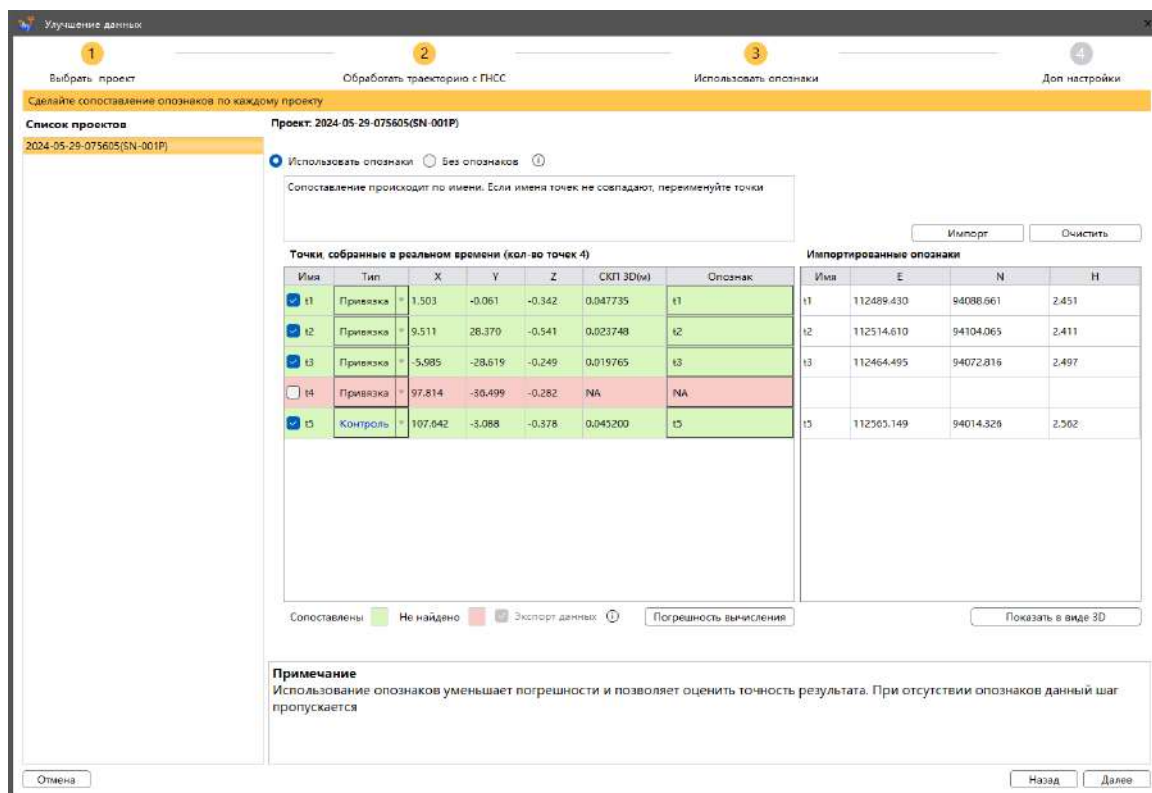 Улучшение данных
1 2 3 4
Выбрать проект Обработать траекторию с ГНСС Использовать опознаки Доп настройки
Сделайте сопоставление опознаков по каждому проекту
Список проектов
2024-05-29-075605(SN-001P)
Проект: 2024-05-29-075605(SN-001P)
Использовать опознаки Без опознаков
Сопоставление происходит по имени. Если имена точек не совпадают, переименуйте точки
Импорт Очистить
Точки, собранные в реальном времени (кол-во точек 4) Импортированные опознаки
Имя Тип X Y Z СКП 3D(м) Опознак Имя E N H
t1 Привязка 1.503 -0.061 -0.342 0.047735 t1 t1 112489.430 94088.661 2.451
t2 Привязка 9.511 28.370 -0.541 0.023748 t2 t2 112514.610 94104.065 2.411
t3 Привязка -5.985 -28.619 -0.249 0.019765 t3 t3 112464.495 94072.816 2.497
t4 Привязка 97.814 -36.499 -0.282 NA NA
t5 Контроль 107.642 -3.088 -0.378 0.045200 t5 t5 112565.149 94014.326 2.562
Сопоставлены Не найдено Экспорт данных Погрешность вычисления Показать в виде 3D
Примечание
Использование опознаков уменьшает погрешности и позволяет оценить точность результата. При отсутствии опознаков данный шаг
пропускается
Отмена Назад Далее